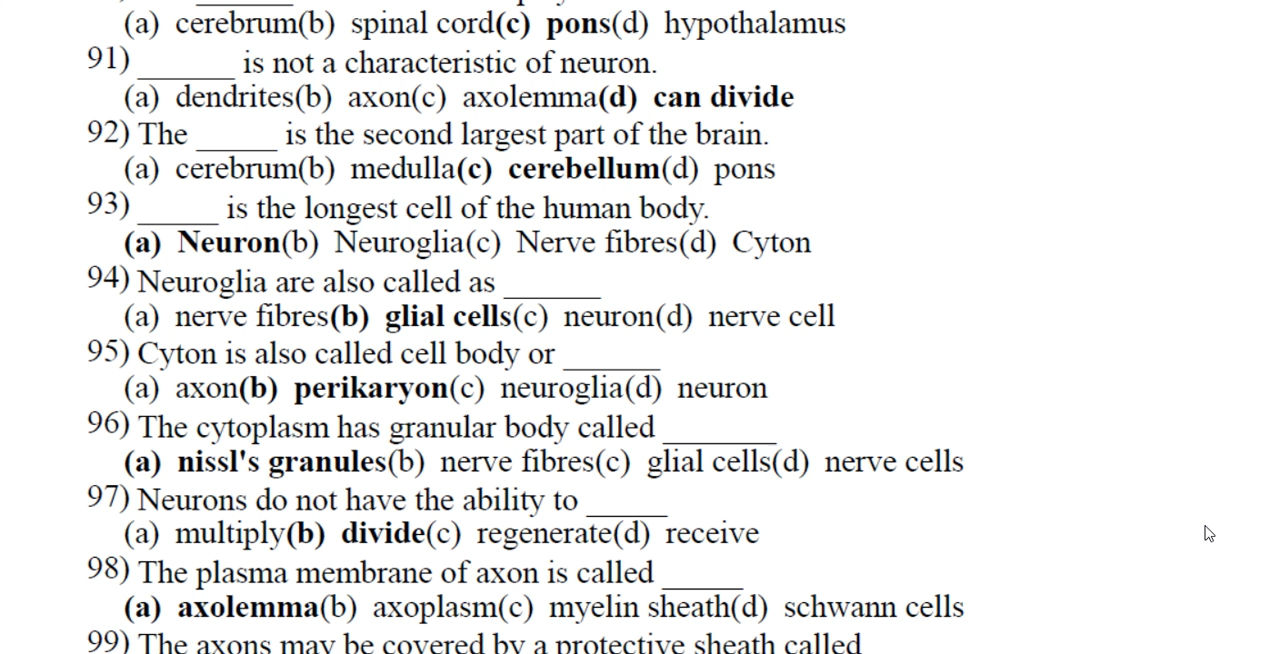 (a) cerebrum(b) spinal cord(c) pons(d) hypothalamus
91) ______ is not a characteristic of neuron.
(a) dendrites(b) axon(c) axolemma(d) can divide
92) The _____ is the second largest part of the brain.
(a) cerebrum(b) medulla(c) cerebellum(d) pons
93) _____ is the longest cell of the human body.
(a) Neuron(b) Neuroglia(c) Nerve fibres(d) Cyton
94) Neuroglia are also called as ______
(a) nerve fibres(b) glial cells(c) neuron(d) nerve cell
95) Cyton is also called cell body or ______
(a) axon(b) perikaryon(c) neuroglia(d) neuron
96) The cytoplasm has granular body called _______
(a) nissl's granules(b) nerve fibres(c) glial cells(d) nerve cells
97) Neurons do not have the ability to _____
(a) multiply(b) divide(c) regenerate(d) receive
98) The plasma membrane of axon is called _____
(a) axolemma(b) axoplasm(c) myelin sheath(d) schwann cells
99) The axons may be covered by a protective sheath called